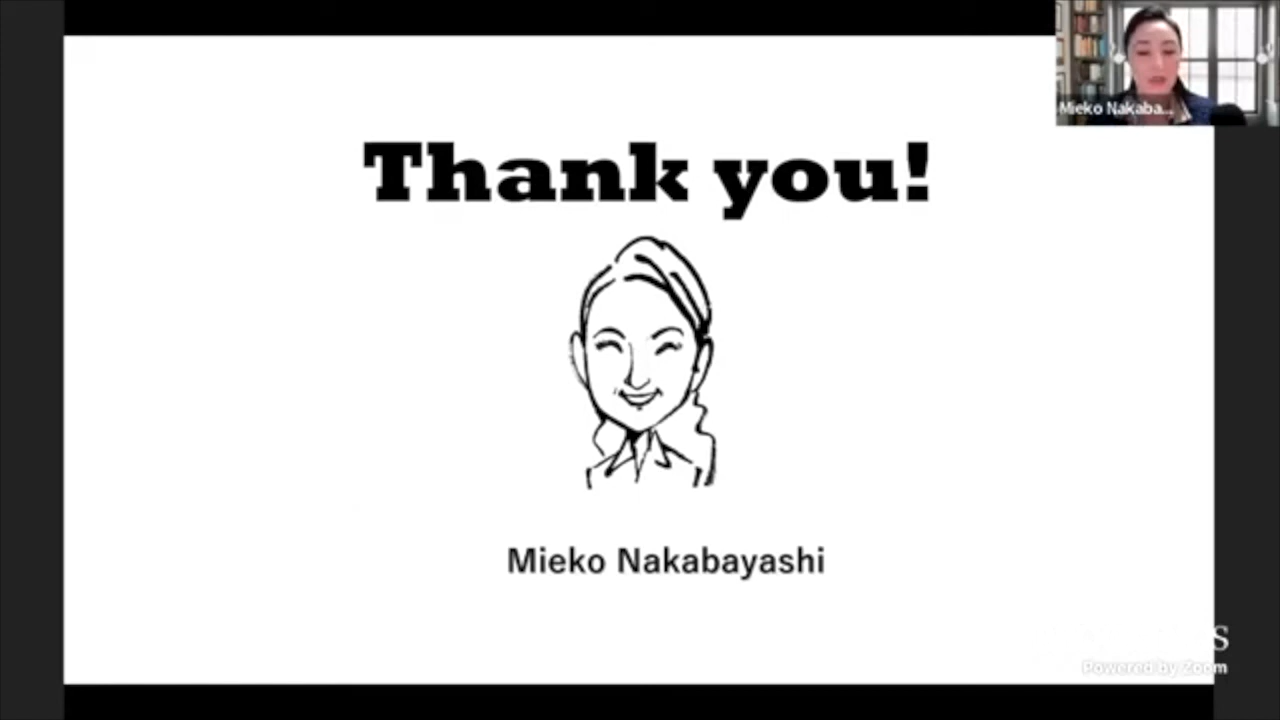 Mieko Nakaba...
Thank you!
Mieko Nakabayashi
S
Powered by Zoom